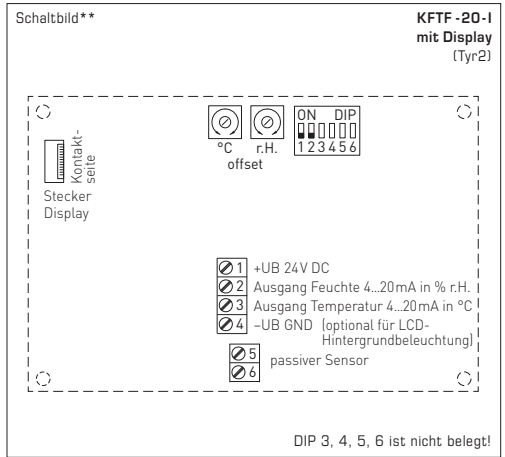 Schaltbild**
KFTF-20-I
mit Display
(Tyr2)
ON DIP
1 2 3 4 5 6
°C r.H.
offset
Kontakt-
seite
Stecker
Display
1 +UB 24V DC
2 Ausgang Feuchte 4...20mA in % r.H.
3 Ausgang Temperatur 4...20mA in °C
4 –UB GND (optional für LCD-
Hintergrundbeleuchtung)
5
passiver Sensor
6
DIP 3, 4, 5, 6 ist nicht belegt!